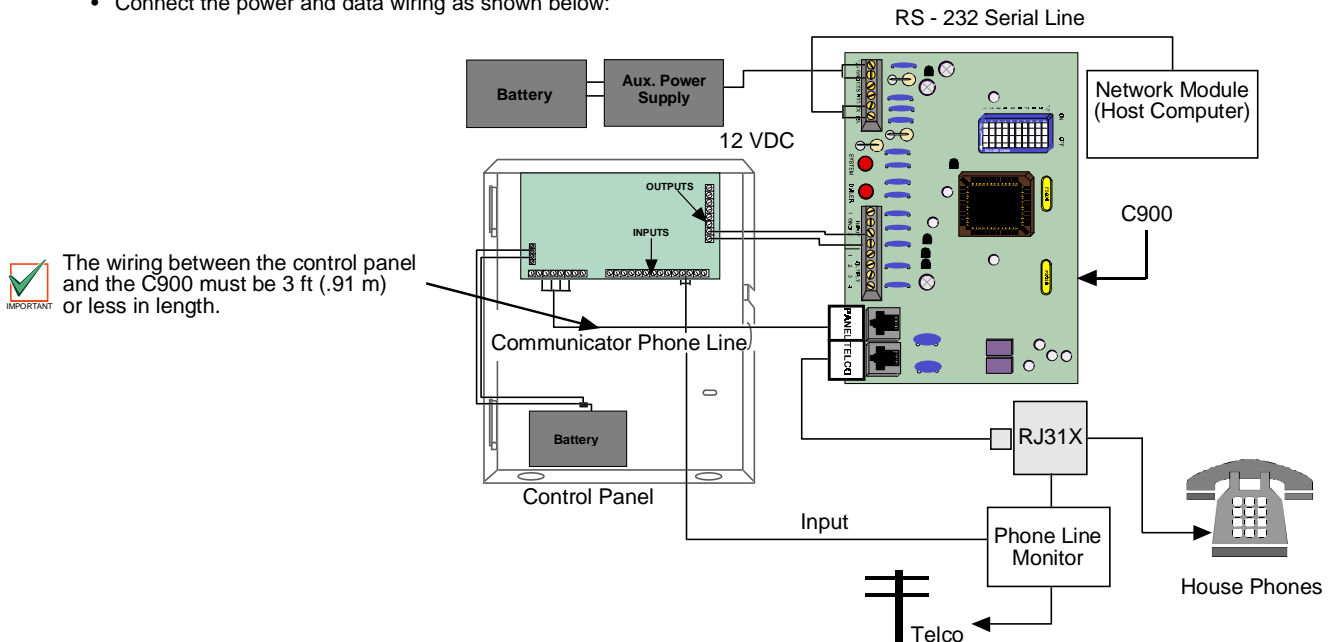 • Connect the power and data wiring as shown below:
RS - 232 Serial Line
Battery
Aux. Power
Supply
Network Module
(Host Computer)
12 VDC
OUTPUTS
INPUTS
SYSTEM
DIALER
C900
The wiring between the control panel
and the C900 must be 3 ft (.91 m)
or less in length.
IMPORTANT
PANEL
TELCO
Communicator Phone Line
Battery
Control Panel
RJ31X
Input
Phone Line
Monitor
House Phones
Telco